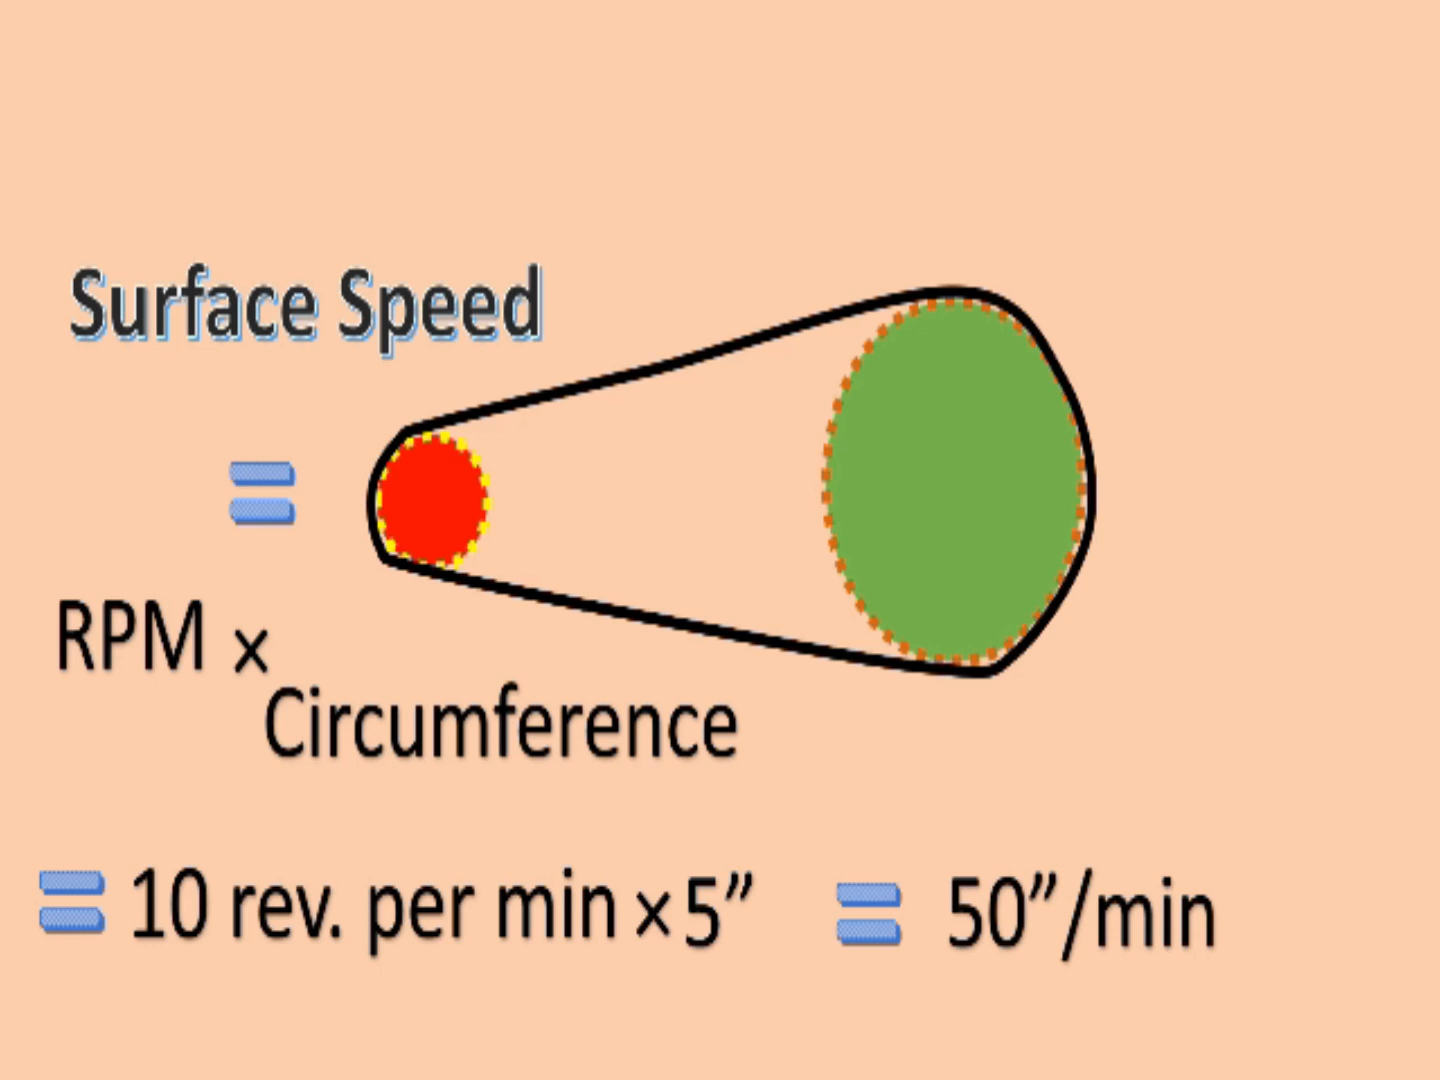 Surface Speed
=
RPM ×
Circumference
= 10 rev. per min × 5” = 50”/min